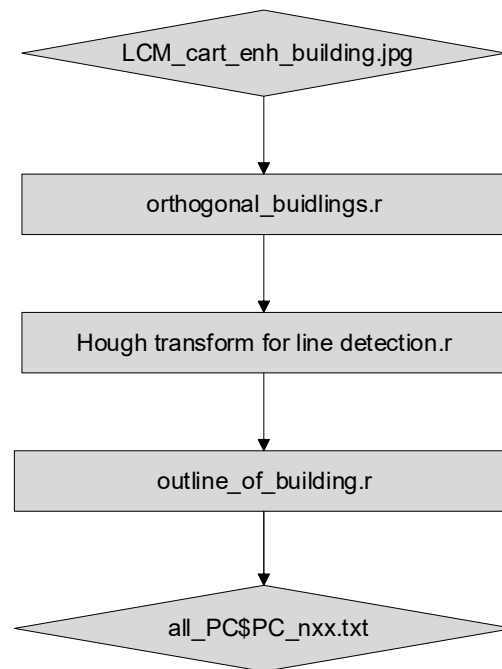 LCM_cart_enh_building.jpg
orthogonal_buidlings.r
Hough transform for line detection.r
outline_of_building.r
all_PC$PC_nxx.txt